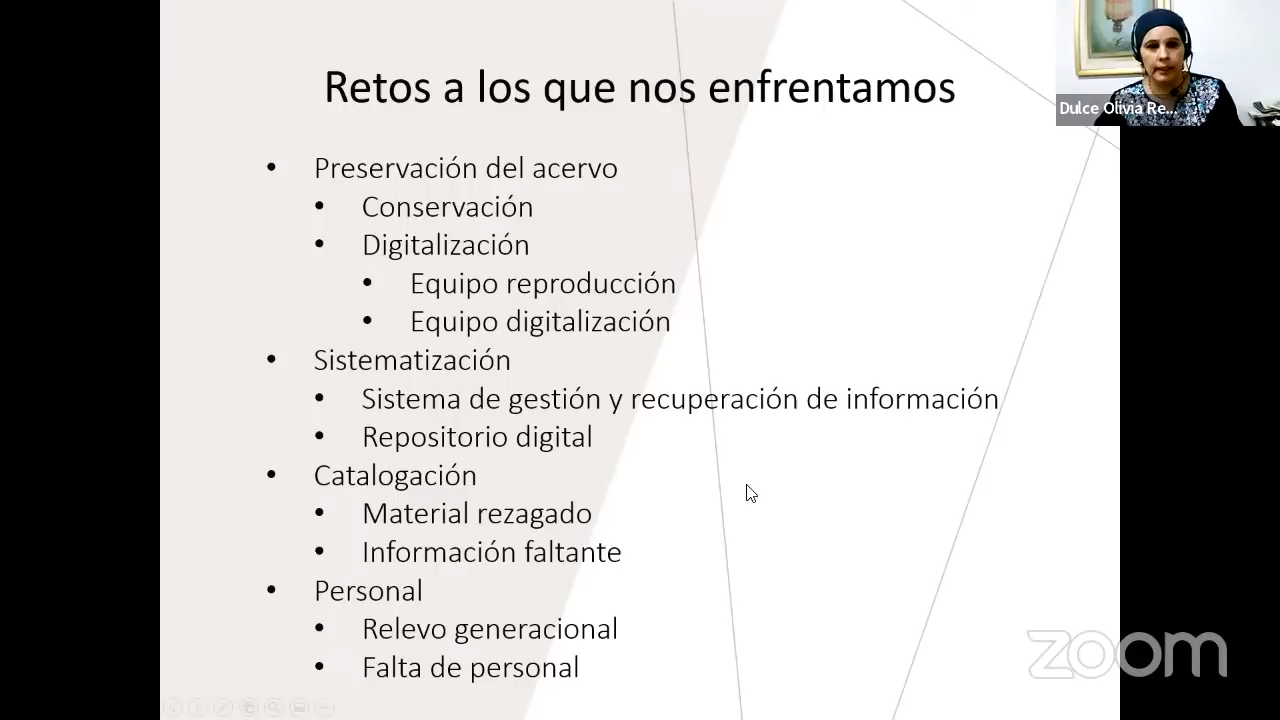 Retos a los que nos enfrentamos
Dulce Olivia Re...
• Preservación del acervo
• Conservación
• Digitalización
• Equipo reproducción
• Equipo digitalización
• Sistematización
• Sistema de gestión y recuperación de información
• Repositorio digital
• Catalogación
• Material rezagado
• Información faltante
• Personal
• Relevo generacional
• Falta de personal
zoom